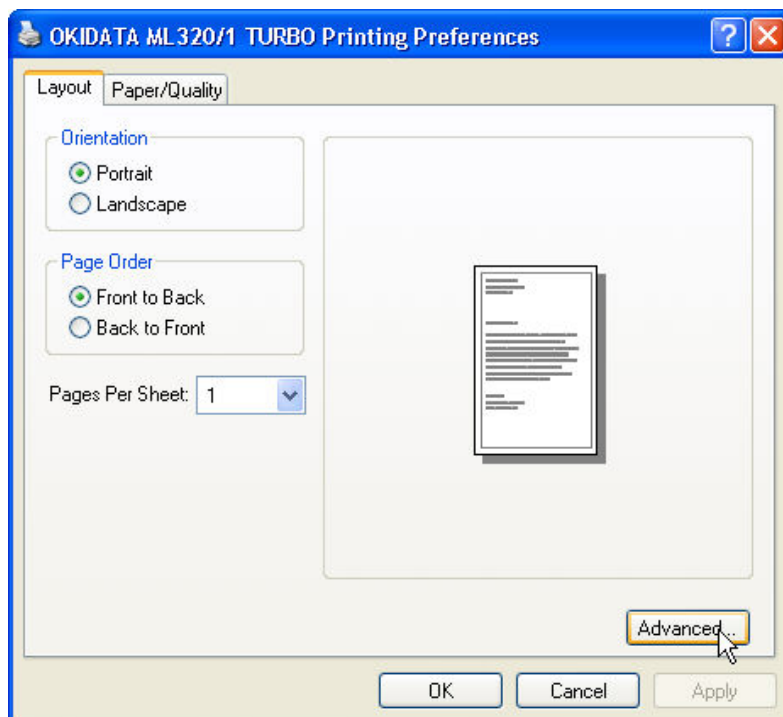 OKIDATA ML320/1 TURBO Printing Preferences
Layout Paper/Quality
Orientation
Portrait
Landscape
Page Order
Front to Back
Back to Front
Pages Per Sheet: 1
Advanced...
OK Cancel Apply